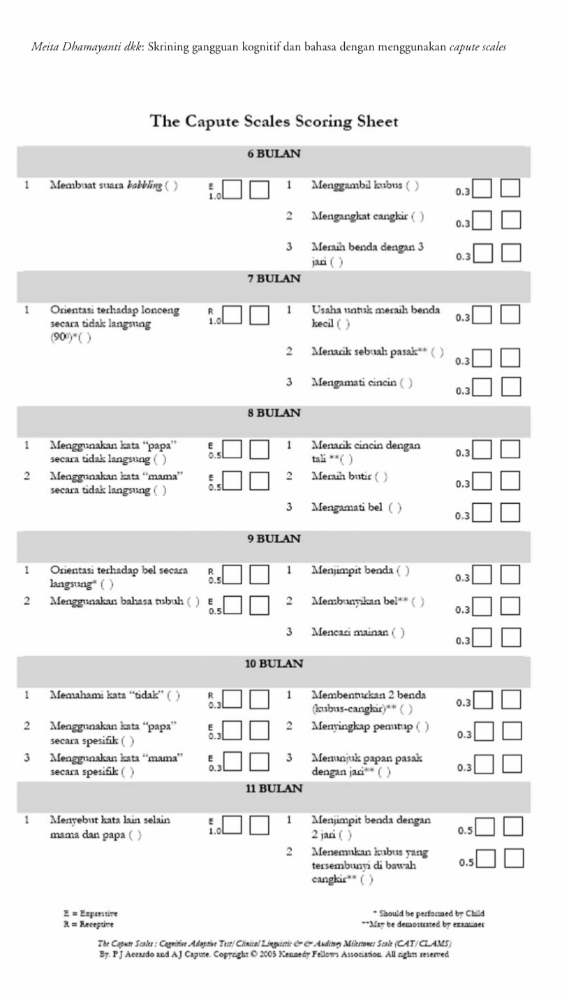 Meita Dhamayanti dkk: Skrining gangguan kognitif dan bahasa dengan menggunakan capute scales
The Capute Scales Scoring Sheet
6 BULAN
1 Membuat suara babbling ( ) E 1.0
1 Menggambil kubus ( ) 0.3
2 Mengangkat cangkir ( ) 0.3
3 Meraih benda dengan 3
jari ( ) 0.3
7 BULAN
1 Orientasi terhadap lonceng R 1.0
secara tidak langsung
(90º)*( )
1 Usaha untuk meraih benda
kecil ( ) 0.3
2 Menarik sebuah pasak** ( ) 0.3
3 Mengamati cincin ( ) 0.3
8 BULAN
1 Menggunakan kata “papa” E 0.5
secara tidak langsung ( )
2 Menggunakan kata “mama” E 0.5
secara tidak langsung ( )
1 Menarik cincin dengan
tali **( ) 0.3
2 Meraih butir ( ) 0.3
3 Mengamati bel ( ) 0.3
9 BULAN
1 Orientasi terhadap bel secara R 0.5
langsung* ( )
2 Menggunakan bahasa tubuh ( ) E 0.5
1 Menjimpit benda ( ) 0.3
2 Membunyikan bel** ( ) 0.3
3 Mencari mainan ( ) 0.3
10 BULAN
1 Memahami kata “tidak” ( ) R 0.3
2 Menggunakan kata “papa” E 0.3
secara spesifik ( )
3 Menggunakan kata “mama” E 0.3
secara spesifik ( )
1 Membenturkan 2 benda
(kubus-cangkir)** ( ) 0.3
2 Menyingkap penutup ( ) 0.3
3 Menunjuk papan pasak
dengan jari** ( ) 0.3
11 BULAN
1 Menyebut kata lain selain E 1.0
mama dan papa ( )
1 Menjimpit benda dengan
2 jari ( ) 0.5
2 Menemukan kubus yang
tersembunyi di bawah 0.5
cangkir** ( )
E = Expressive
R = Receptive
* Should be performed by Child
**May be demostrated by examiner
The Capute Scales : Cognitive Adaptive Test/ Clinical Linguistic & & Auditory Milestones Scale (CAT/CLAMS)
By. P J Accardo and A J Capute. Copyright © 2005 Kennedy Fellows Association. All rights reserved